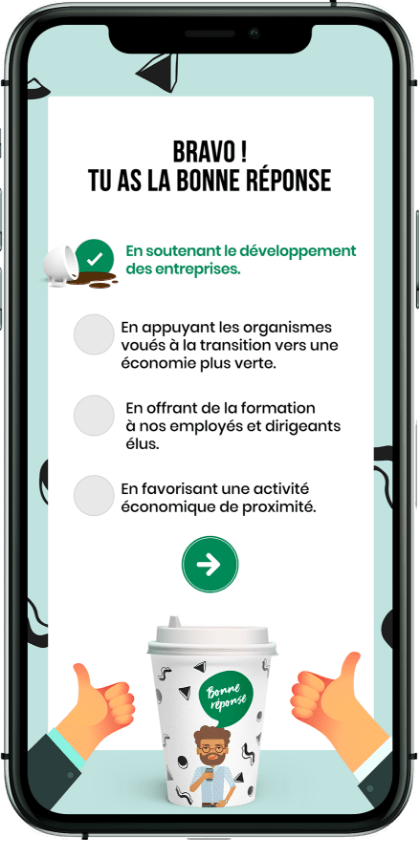 BRAVO !
TU AS LA BONNE RÉPONSE
En soutenant le développement
des entreprises.
En appuyant les organismes
voués à la transition vers une
économie plus verte.
En offrant de la formation
à nos employés et dirigeants
élus.
En favorisant une activité
économique de proximité.
Bonne
réponse